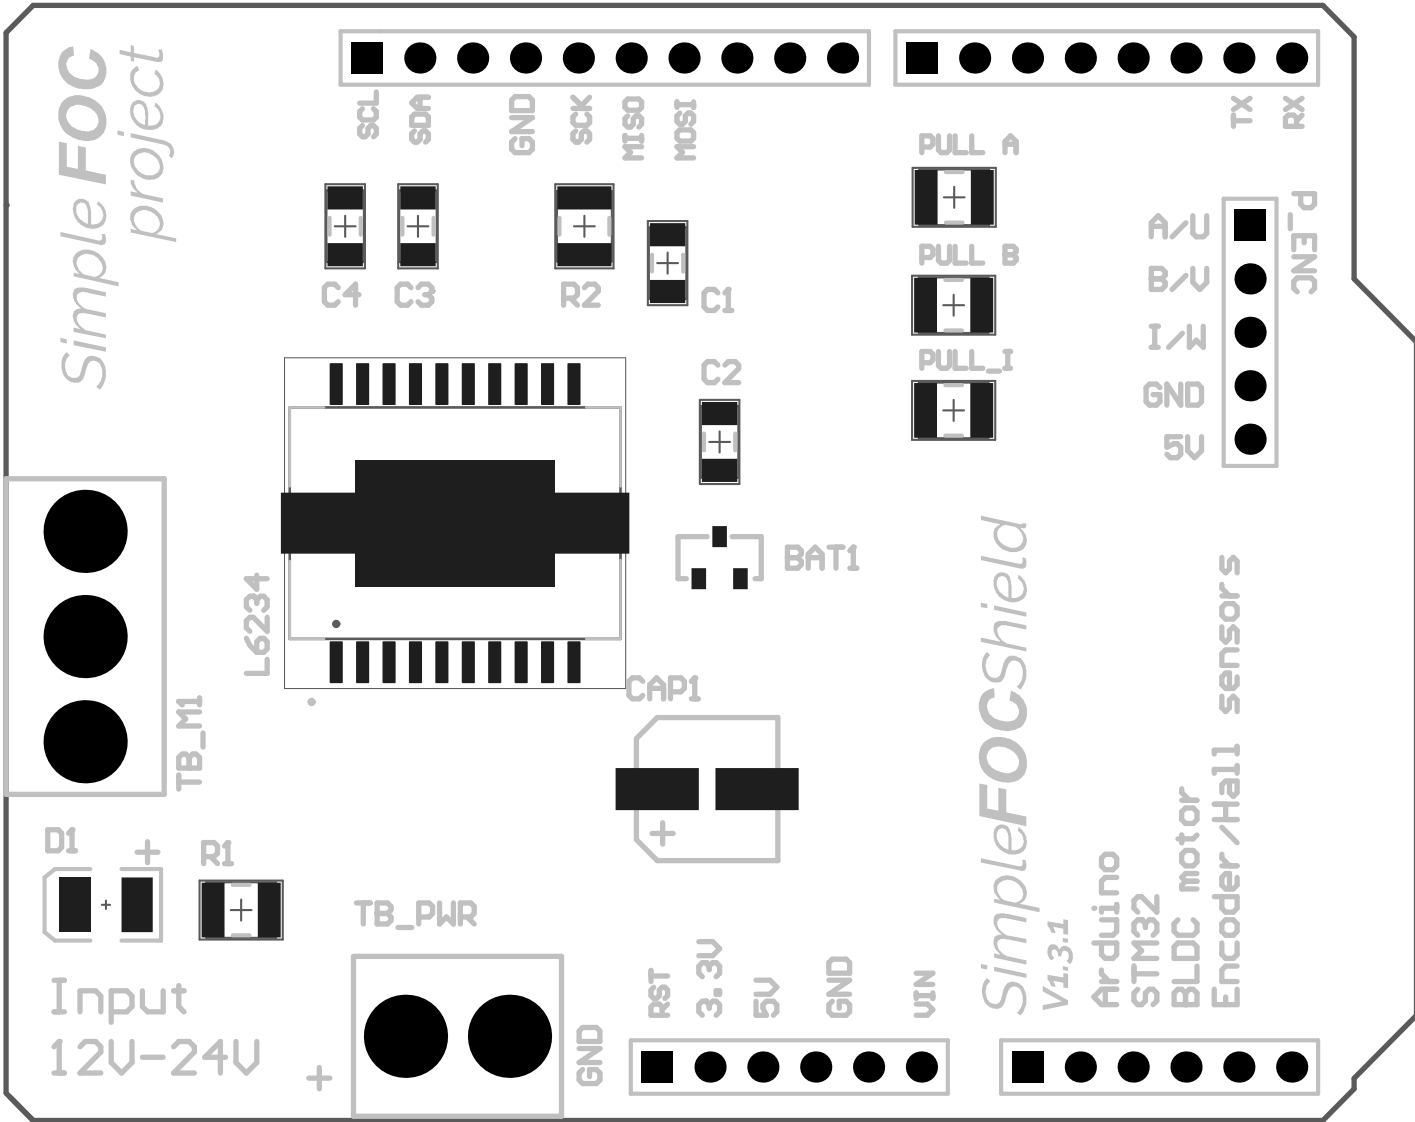 Simple FOC
project
SCL
SDA
GND
SCK
MISO
MOSI
TX
RX
PULL A
PULL B
PULL_I
A/U
B/V
I/W
GND
5V
P_ENC
C4
C3
R2
C1
C2
BAT1
L6234
CAP1
TB_M1
D1
+
R1
+
TB_PWR
Input
12V-24V
+
GND
RST
3.3V
5V
GND
VIN
SimpleFOCShield
V1.3.1
Arduino
STM32
BLDC motor
Encoder/Hall sensors